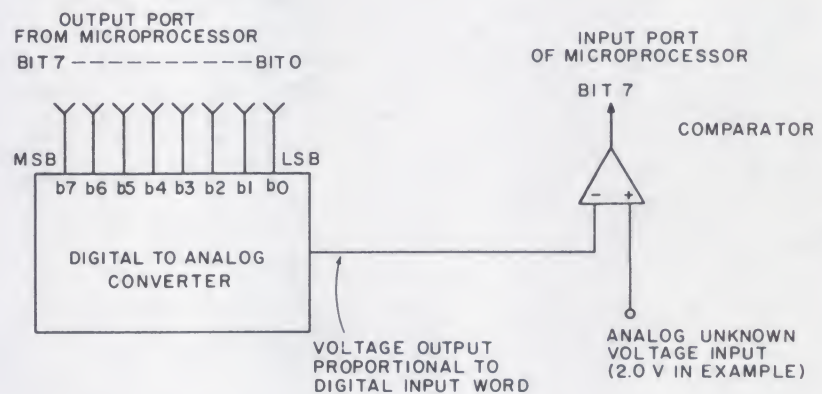 OUTPUT PORT
FROM MICROPROCESSOR
BIT 7 ----------- BIT 0
INPUT PORT
OF MICROPROCESSOR
BIT 7
COMPARATOR
MSB
LSB
b7 b6 b5 b4 b3 b2 b1 b0
- +
DIGITAL TO ANALOG
CONVERTER
VOLTAGE OUTPUT
PROPORTIONAL TO
DIGITAL INPUT WORD
ANALOG UNKNOWN
VOLTAGE INPUT
(2.0 V IN EXAMPLE)